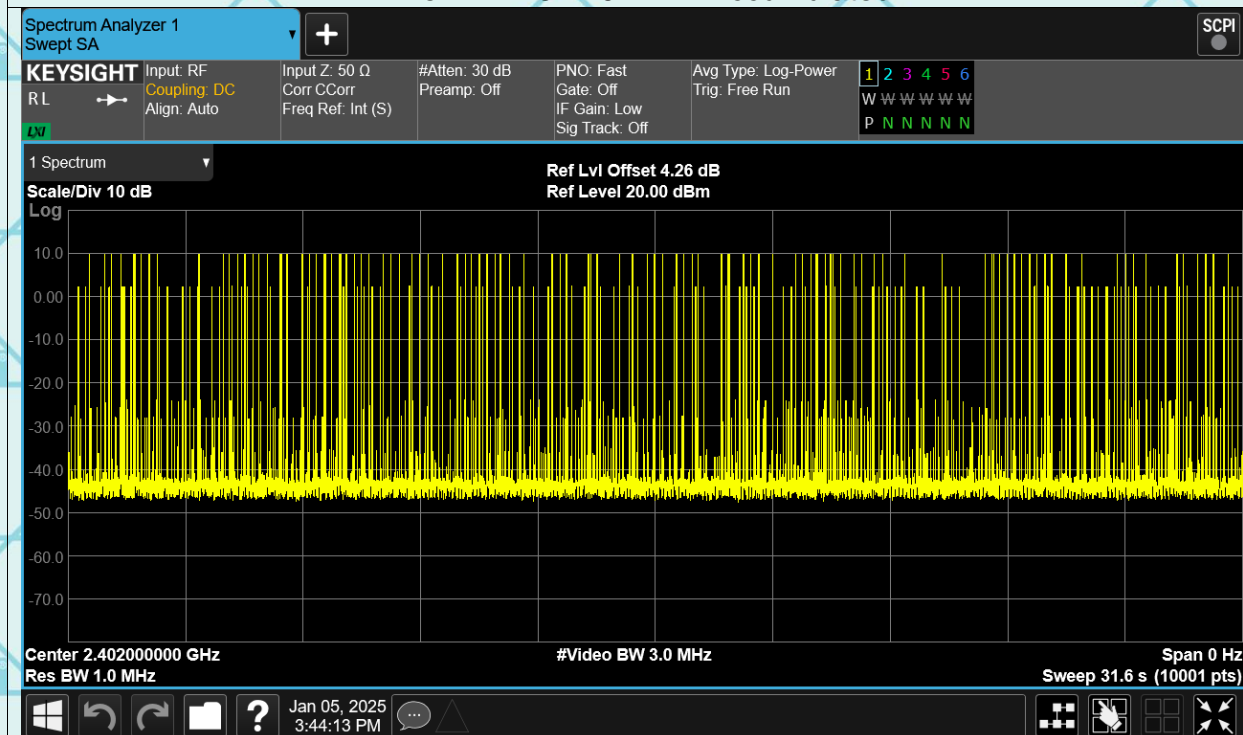 Spectrum Analyzer 1
Swept SA
SCPI
KEYSIGHT
RL
LXI
Input: RF
Coupling: DC
Align: Auto
Input Z: 50 Ω
Corr CCorr
Freq Ref: Int (S)
#Atten: 30 dB
Preamp: Off
PNO: Fast
Gate: Off
IF Gain: Low
Sig Track: Off
Avg Type: Log-Power
Trig: Free Run
1 2 3 4 5 6
W W W W W W
P N N N N N
1 Spectrum
Scale/Div 10 dB
Log
Ref Lvl Offset 4.26 dB
Ref Level 20.00 dBm
10.0
0.00
-10.0
-20.0
-30.0
-40.0
-50.0
-60.0
-70.0
Center 2.402000000 GHz
Res BW 1.0 MHz
#Video BW 3.0 MHz
Span 0 Hz
Sweep 31.6 s (10001 pts)
Jan 05, 2025
3:44:13 PM